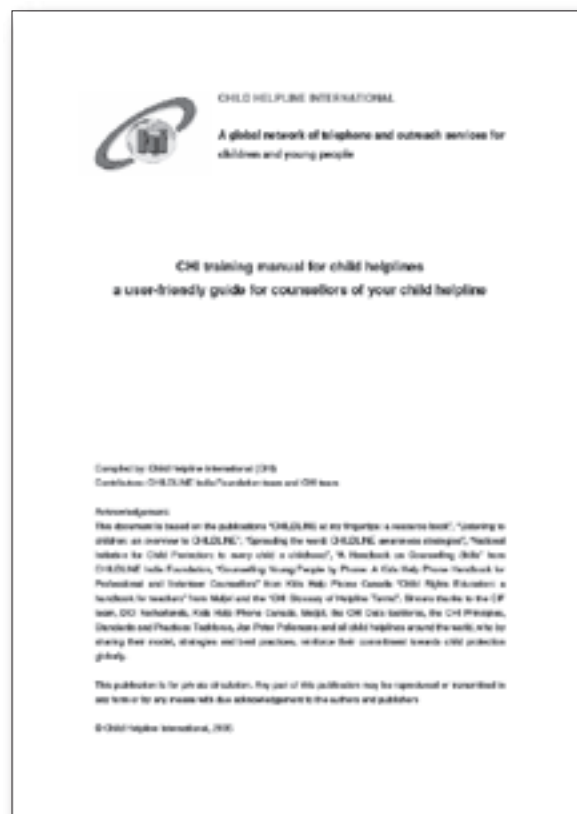 CHILD HELPLINE INTERNATIONAL
A global network of telephone and outreach services for
children and young people
CHI training manual for child helplines
a user-friendly guide for counsellors of your child helpline
Compiled by: Child Helpline International (CHI)
Contributors: CHILDLINE India Foundation team and CHI team
Acknowledgement:
This document is based on the publications "CHILDLINE at my fingertips: a resource book", "Listening to
children: an overview to CHILDLINE", "Spreading the word: CHILDLINE awareness strategies", "National
Initiative for Child Protection: to every child a childhood", "A Handbook on Counselling Skills" from
CHILDLINE India Foundation, "Counselling Young People by Phone: A Kids Help Phone Handbook for
Professional and Volunteer Counsellors" from Kids Help Phone Canada "Child Rights Education: a
handbook for teachers" from and the "CHI Glossary of Helpline Terms". Sincere thanks to the CIF
team, Netherlands, Kids Help Phone Canada, the CHI Data taskforce, the CHI Principles,
Standards and Practices Taskforce, Jan Peter and all child helplines around the world, who by
sharing their model, strategies and best practices, reinforce their commitment towards child protection
globally.
This publication is for private circulation. Any part of this publication may be reproduced or transmitted in
any form or by any means with due acknowledgement to the authors and publishers
© Child Helpline International,